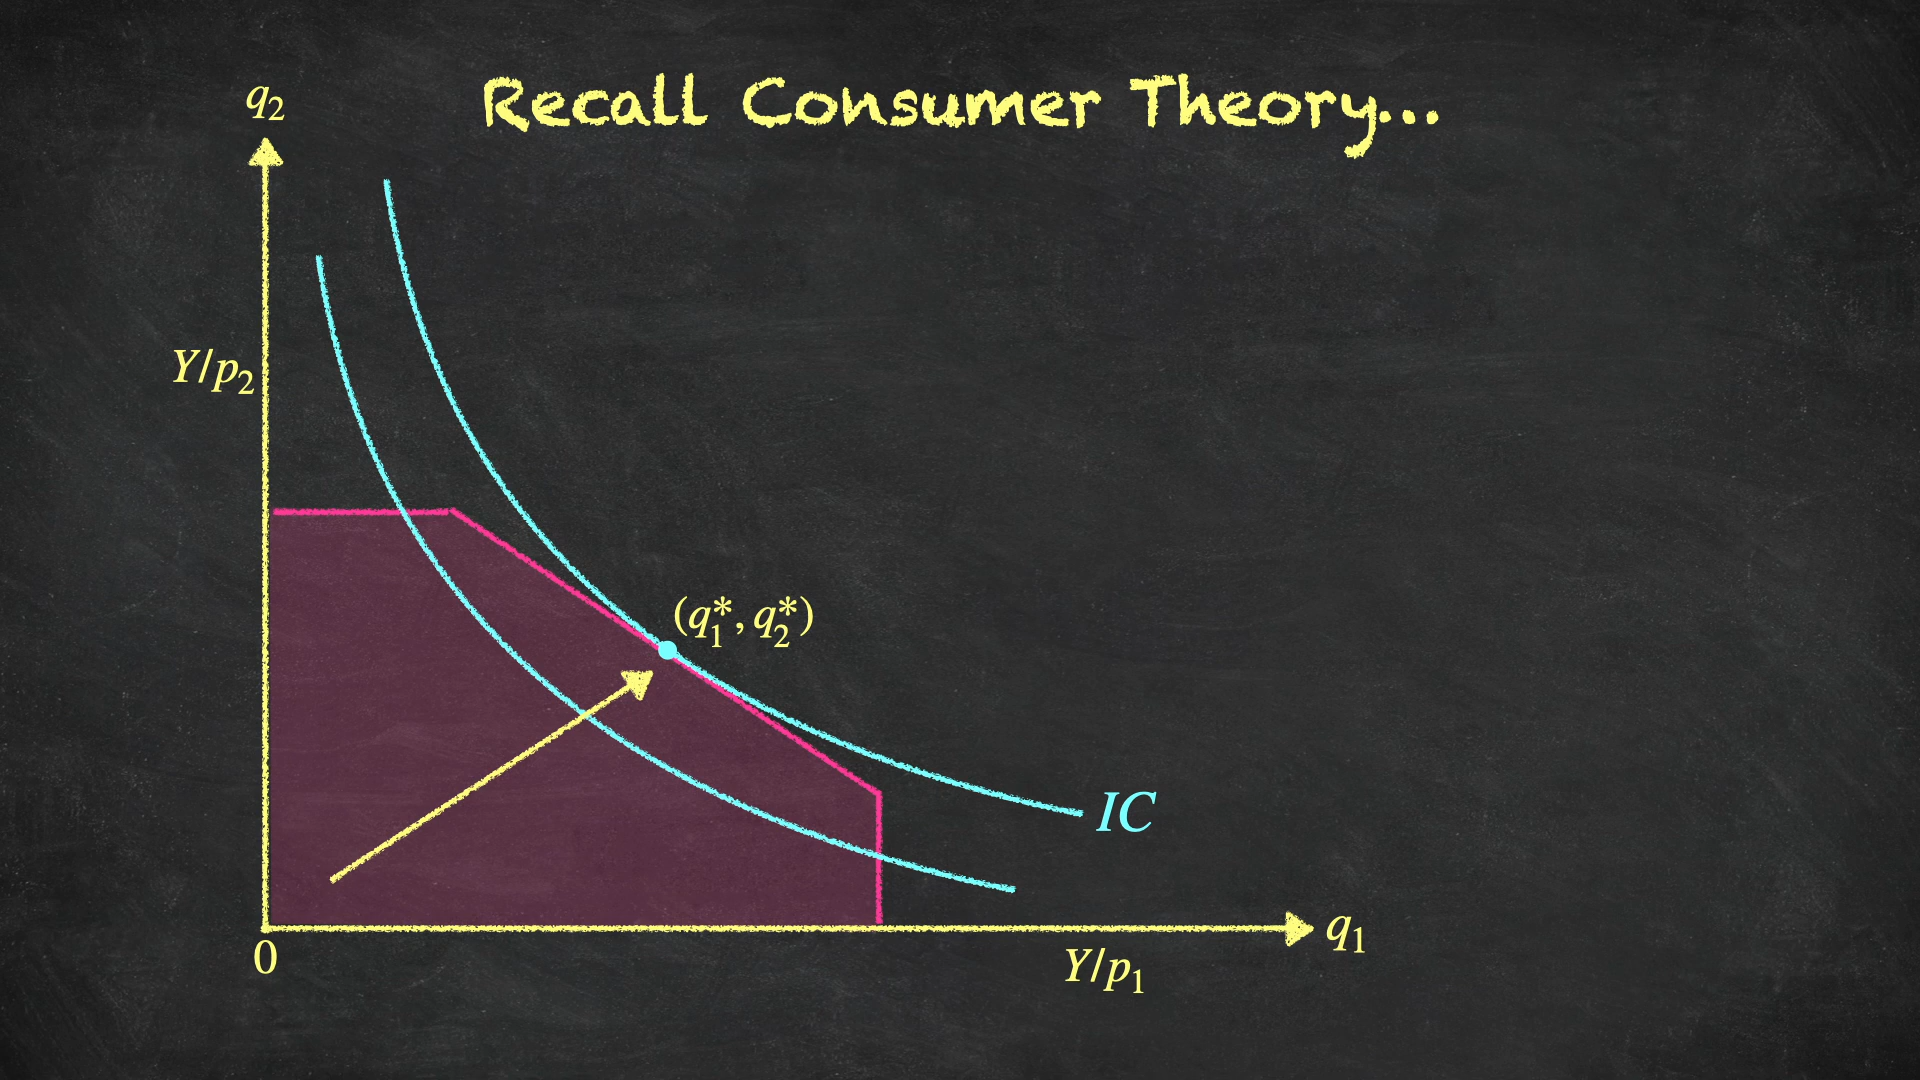 Recall Consumer Theory...
q₂
Y/p₂
(q₁*, q₂*)
IC
q₁
0
Y/p₁